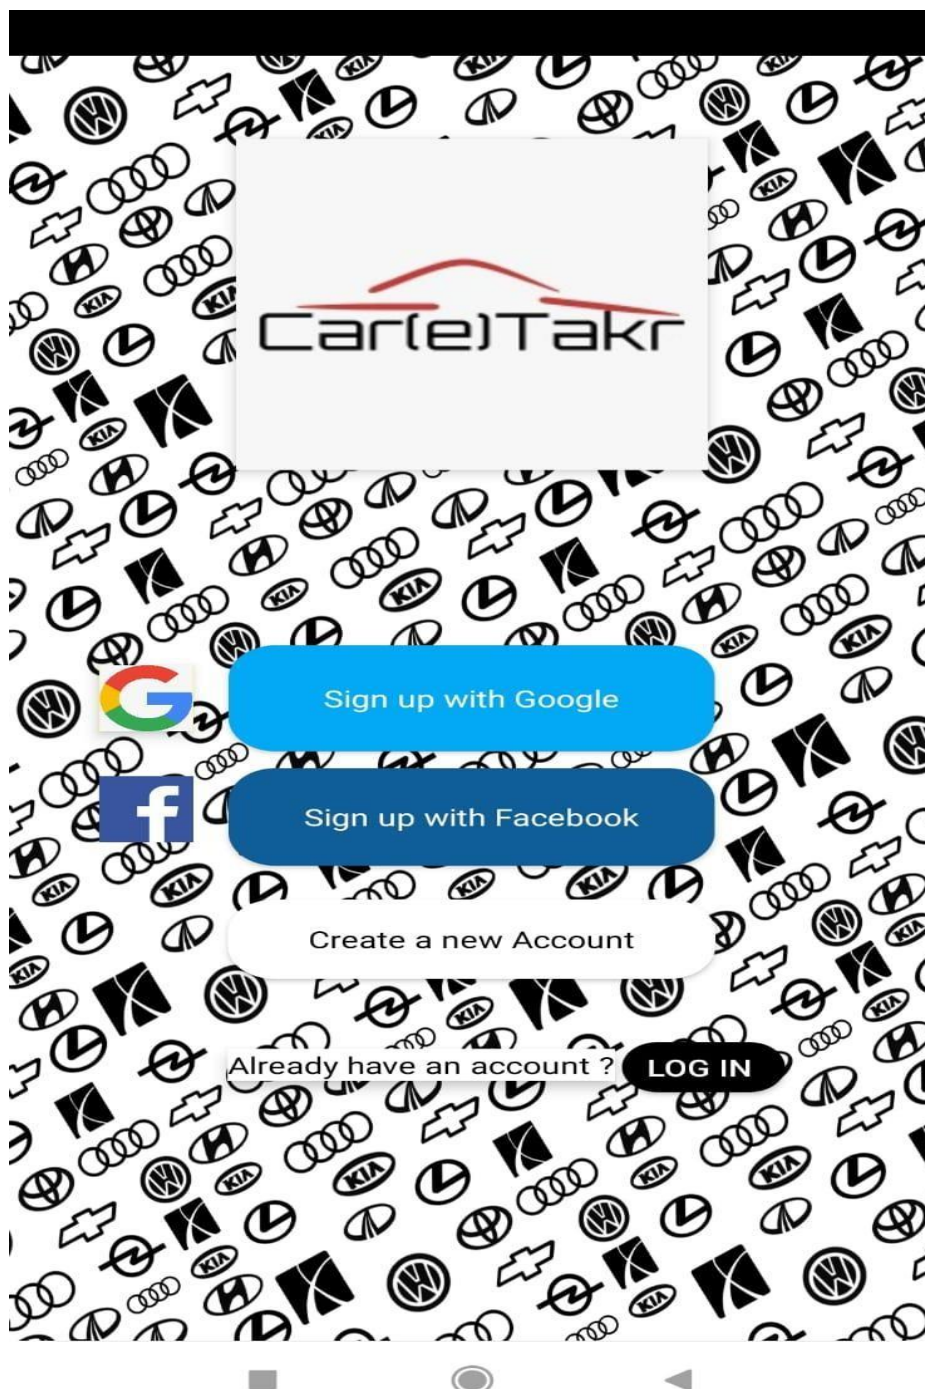 Car(e)Takr
Sign up with Google
Sign up with Facebook
Create a new Account
Already have an account ? LOG IN